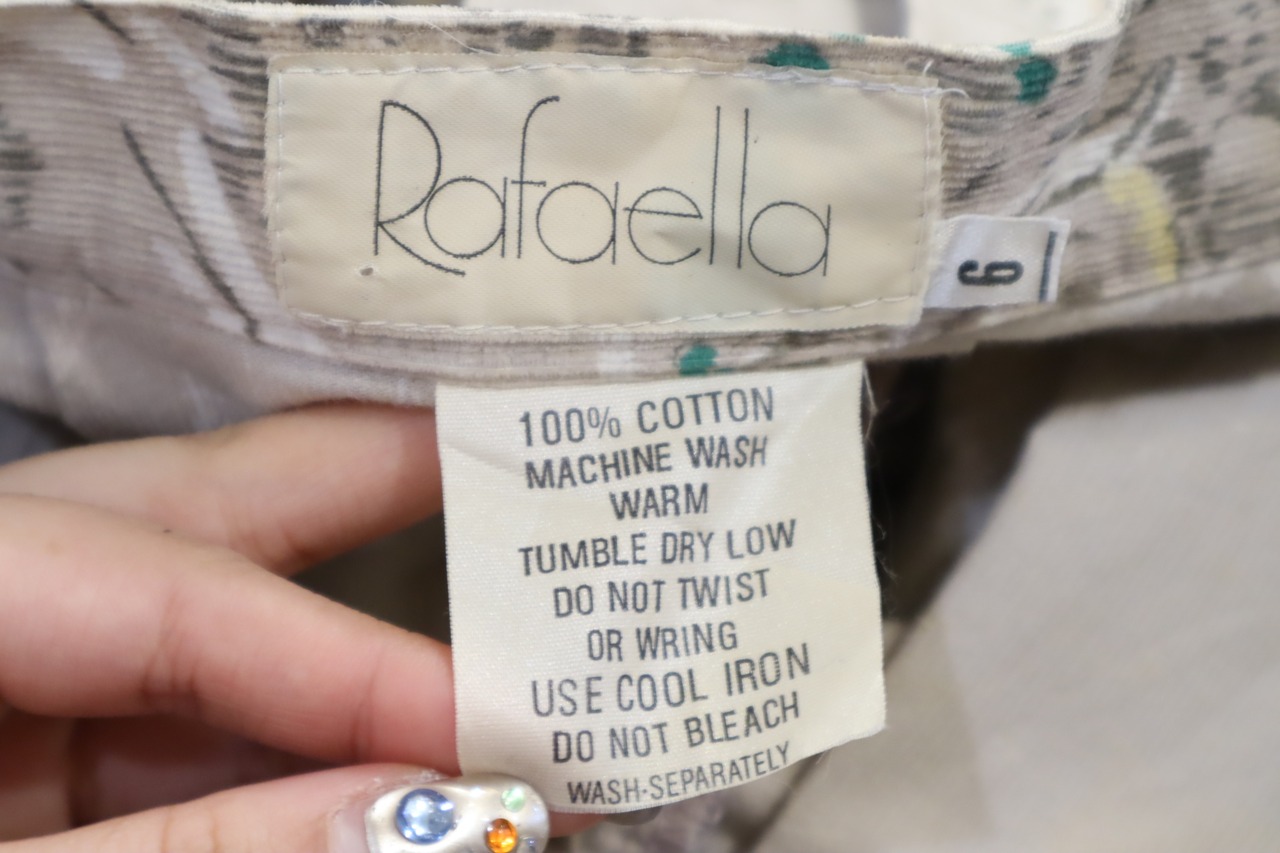 Rafaella
6
100% COTTON
MACHINE WASH
WARM
TUMBLE DRY LOW
DO NOT TWIST
OR WRING
USE COOL IRON
DO NOT BLEACH
WASH-SEPARATELY